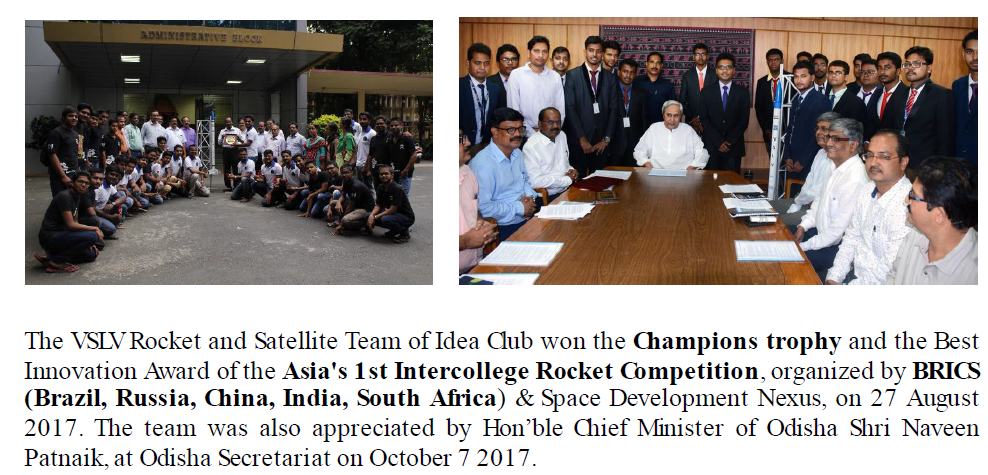 ADMINISTRATIVE BLOCK
The VSLV Rocket and Satellite Team of Idea Club won the Champions trophy and the Best
Innovation Award of the Asia's 1st Intercollege Rocket Competition, organized by BRICS
(Brazil, Russia, China, India, South Africa) & Space Development Nexus, on 27 August
2017. The team was also appreciated by Hon’ble Chief Minister of Odisha Shri Naveen
Patnaik, at Odisha Secretariat on October 7 2017.